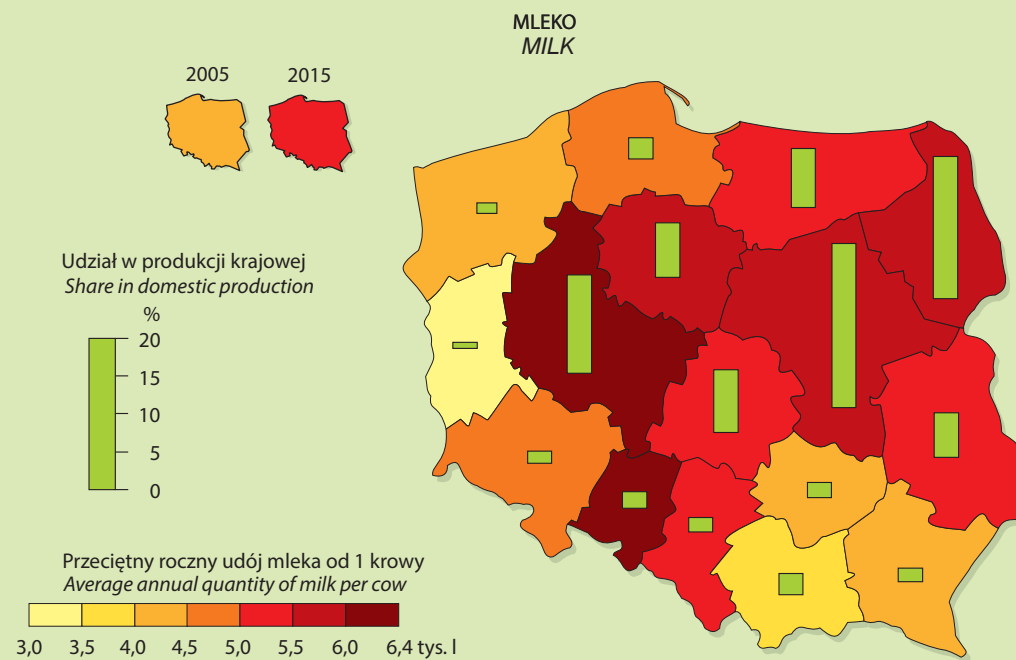 MLEKO
MILK
2005
2015
Udział w produkcji krajowej
Share in domestic production
%
20
15
10
5
0
Przeciętny roczny udój mleka od 1 krowy
Average annual quantity of milk per cow
3,0 3,5 4,0 4,5 5,0 5,5 6,0 6,4 tys. l